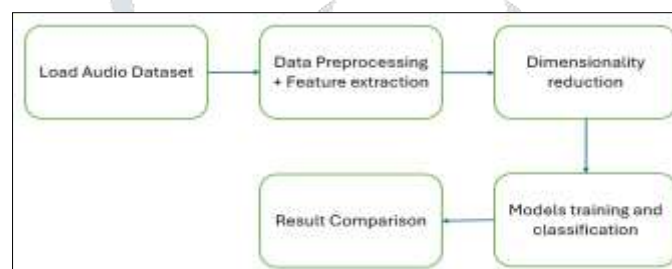 Load Audio Dataset
Data Preprocessing
+ Feature extraction
Dimensionality
reduction
Models training and
classification
Result Comparison